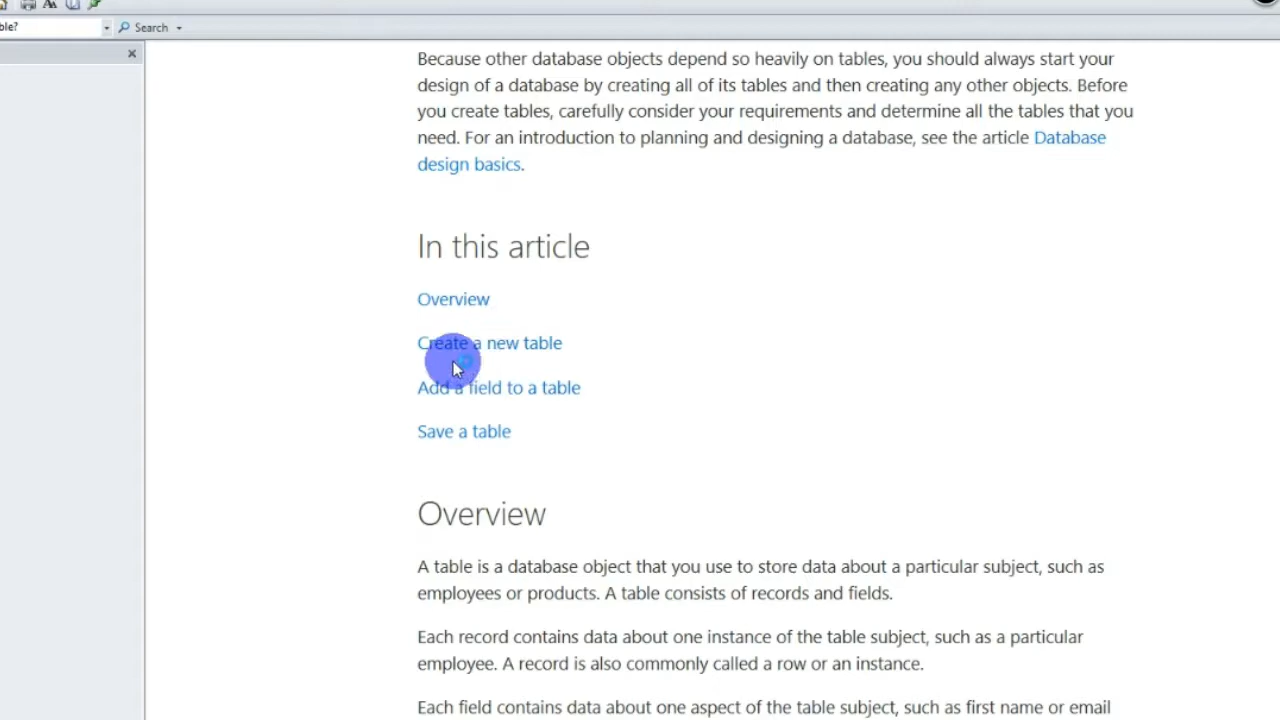 ble?
Search
Because other database objects depend so heavily on tables, you should always start your
design of a database by creating all of its tables and then creating any other objects. Before
you create tables, carefully consider your requirements and determine all the tables that you
need. For an introduction to planning and designing a database, see the article Database
design basics.
In this article
Overview
Create a new table
Add a field to a table
Save a table
Overview
A table is a database object that you use to store data about a particular subject, such as
employees or products. A table consists of records and fields.
Each record contains data about one instance of the table subject, such as a particular
employee. A record is also commonly called a row or an instance.
Each field contains data about one aspect of the table subject, such as first name or email